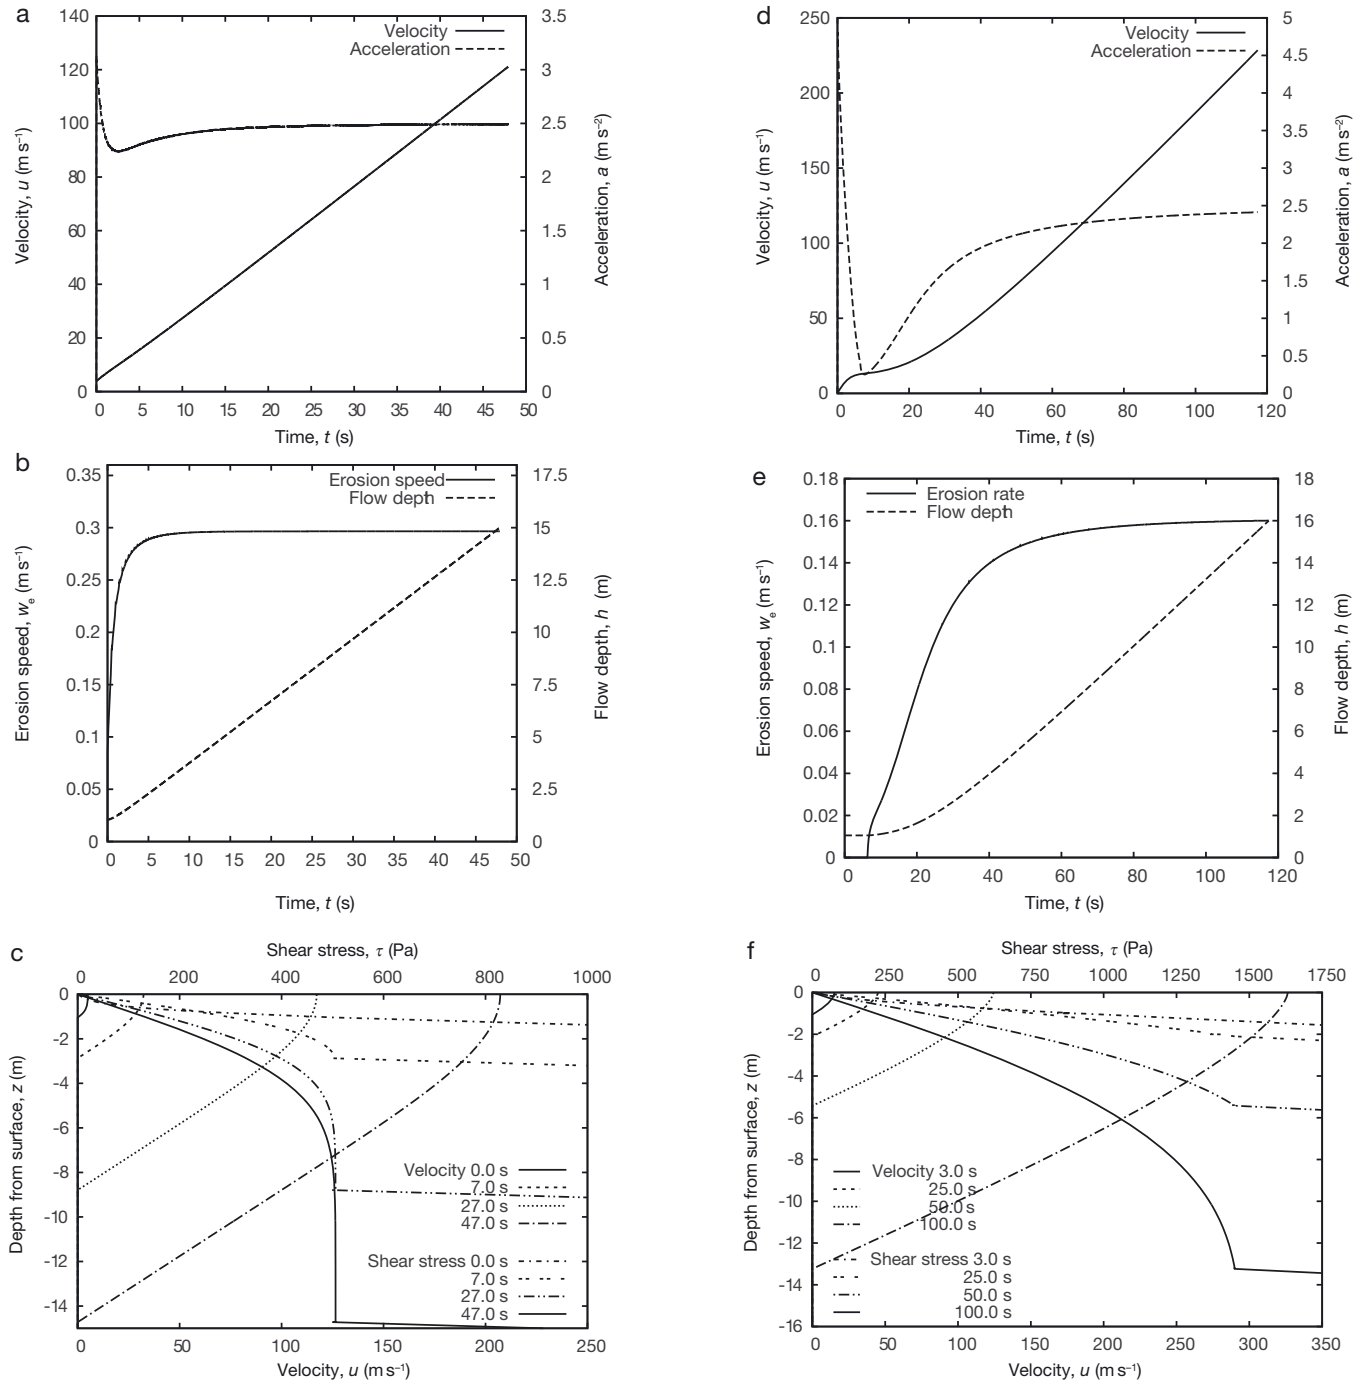 a
140
120
100
80
60
40
20
0
Velocity, u (m s⁻¹)
Velocity
Acceleration
3.5
3
2.5
2
1.5
1
0.5
0
Acceleration, a (m s⁻²)
0 5 10 15 20 25 30 35 40 45 50
Time, t (s)
d
250
200
150
100
50
0
Velocity, u (m s⁻¹)
Velocity
Acceleration
5
4.5
4
3.5
3
2.5
2
1.5
1
0.5
0
Acceleration, a (m s⁻²)
0 20 40 60 80 100 120
Time, t (s)
b
0.35
0.3
0.25
0.2
0.15
0.1
0.05
0
Erosion speed, wₑ (m s⁻¹)
Erosion speed
Flow depth
17.5
15
12.5
10
7.5
5
2.5
0
Flow depth, h (m)
0 5 10 15 20 25 30 35 40 45 50
Time, t (s)
e
0.18
0.16
0.14
0.12
0.1
0.08
0.06
0.04
0.02
0
Erosion speed, wₑ (m s⁻¹)
Erosion rate
Flow depth
18
16
14
12
10
8
6
4
2
0
Flow depth, h (m)
0 20 40 60 80 100 120
Time, t (s)
c
Shear stress, τ (Pa)
0 200 400 600 800 1000
0
-2
-4
-6
-8
-10
-12
-14
Depth from surface, z (m)
Velocity 0.0 s
7.0 s
27.0 s
47.0 s
Shear stress 0.0 s
7.0 s
27.0 s
47.0 s
0 50 100 150 200 250
Velocity, u (m s⁻¹)
f
Shear stress, τ (Pa)
0 250 500 750 1000 1250 1500 1750
0
-2
-4
-6
-8
-10
-12
-14
-16
Depth from surface, z (m)
Velocity 3.0 s
25.0 s
50.0 s
100.0 s
Shear stress 3.0 s
25.0 s
50.0 s
100.0 s
0 50 100 150 200 250 300 350
Velocity, u (m s⁻¹)